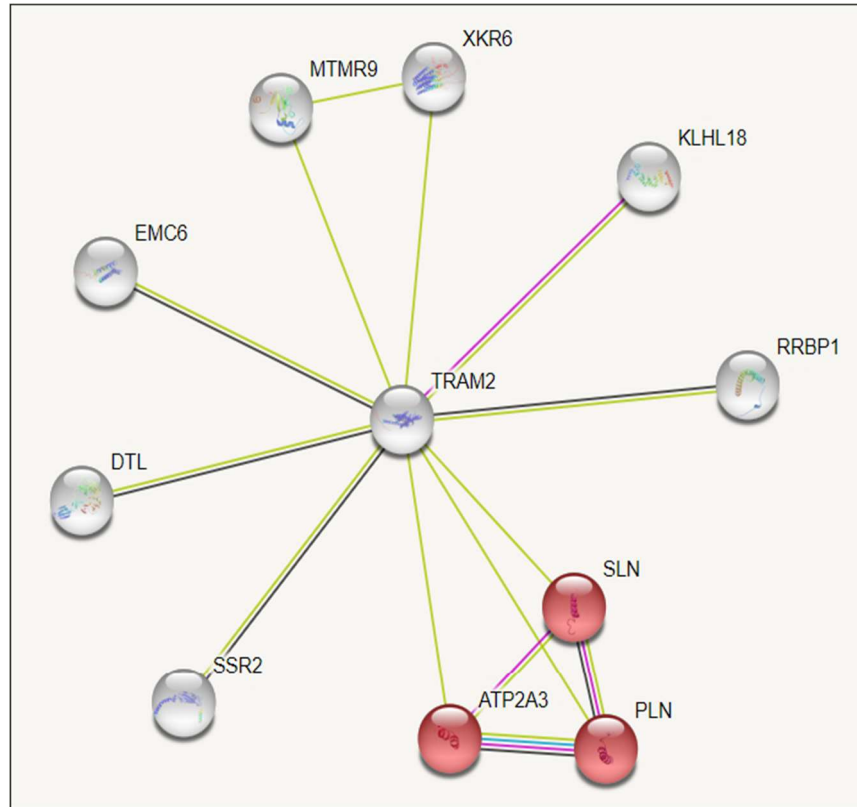 XKR6
MTMR9
KLHL18
EMC6
RRBP1
TRAM2
DTL
SLN
SSR2
ATP2A3
PLN